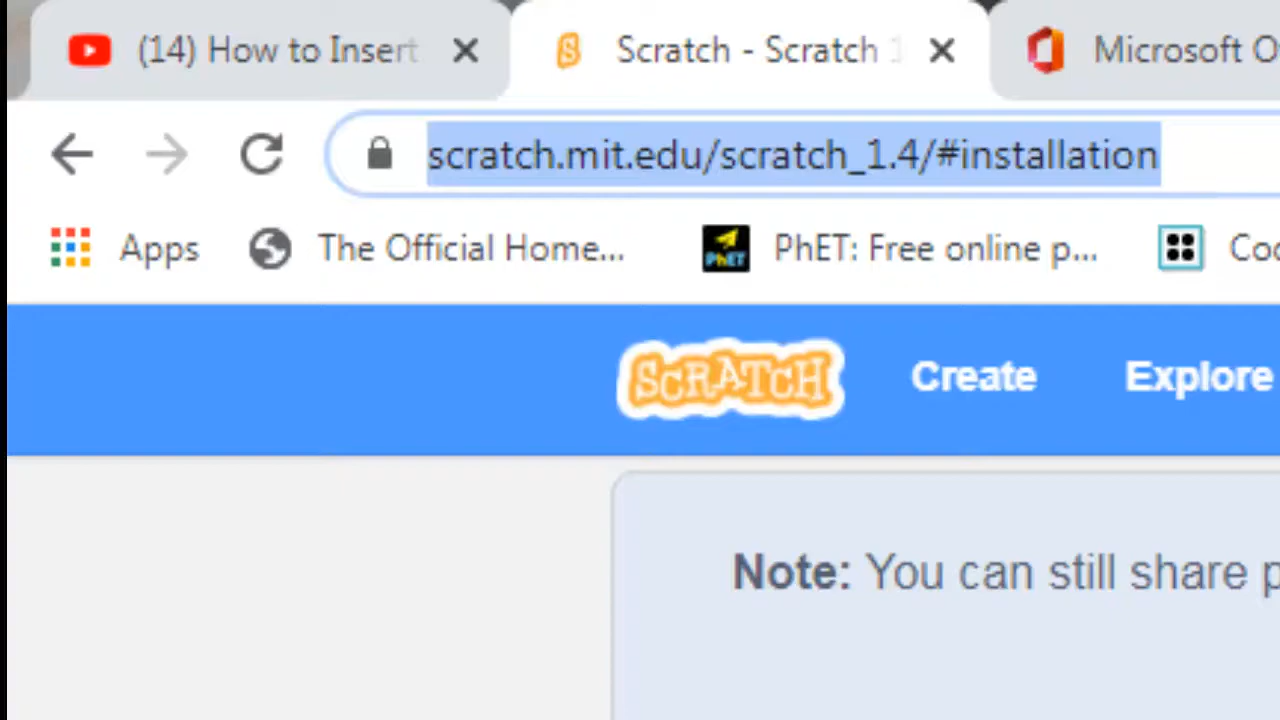 (14) How to Insert
Scratch - Scratch
Microsoft O
scratch.mit.edu/scratch_1.4/#installation
Apps The Official Home... PhET: Free online p... Coc
SCRATCH Create Explore
Note: You can still share p